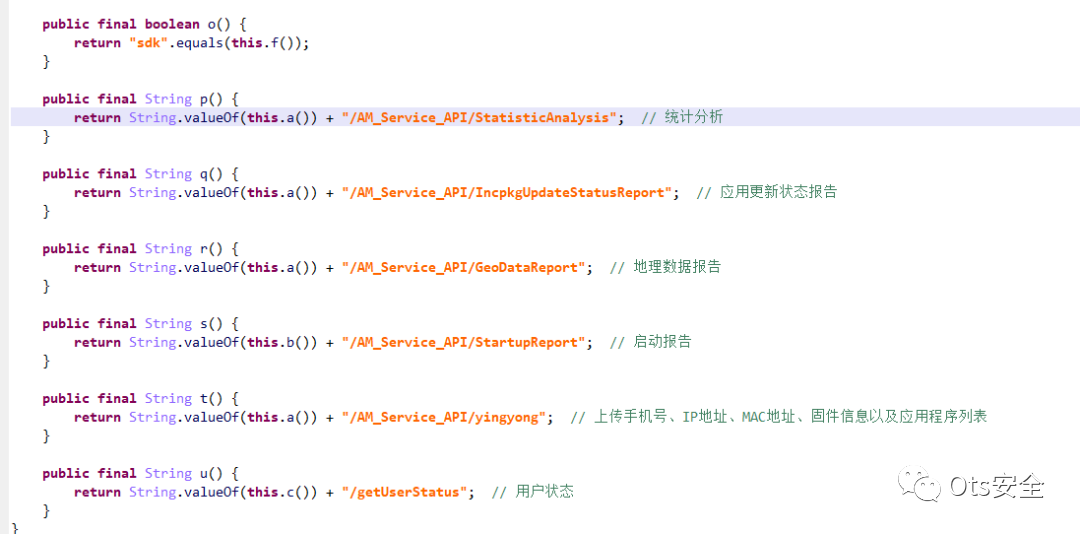 public final boolean o() {
return "sdk".equals(this.f());
}
public final String p() {
return String.valueOf(this.a()) + "/AM_Service_API/StatisticAnalysis"; // 统计分析
}
public final String q() {
return String.valueOf(this.a()) + "/AM_Service_API/IncpkgUpdateStatusReport"; // 应用更新状态报告
}
public final String r() {
return String.valueOf(this.a()) + "/AM_Service_API/GeoDataReport"; // 地理数据报告
}
public final String s() {
return String.valueOf(this.b()) + "/AM_Service_API/StartupReport"; // 启动报告
}
public final String t() {
return String.valueOf(this.a()) + "/AM_Service_API/yingyong"; // 上传手机号、IP地址、MAC地址、固件信息以及应用程序列表
}
public final String u() {
return String.valueOf(this.c()) + "/getUserStatus"; // 用户状态
}
}
Ots安全